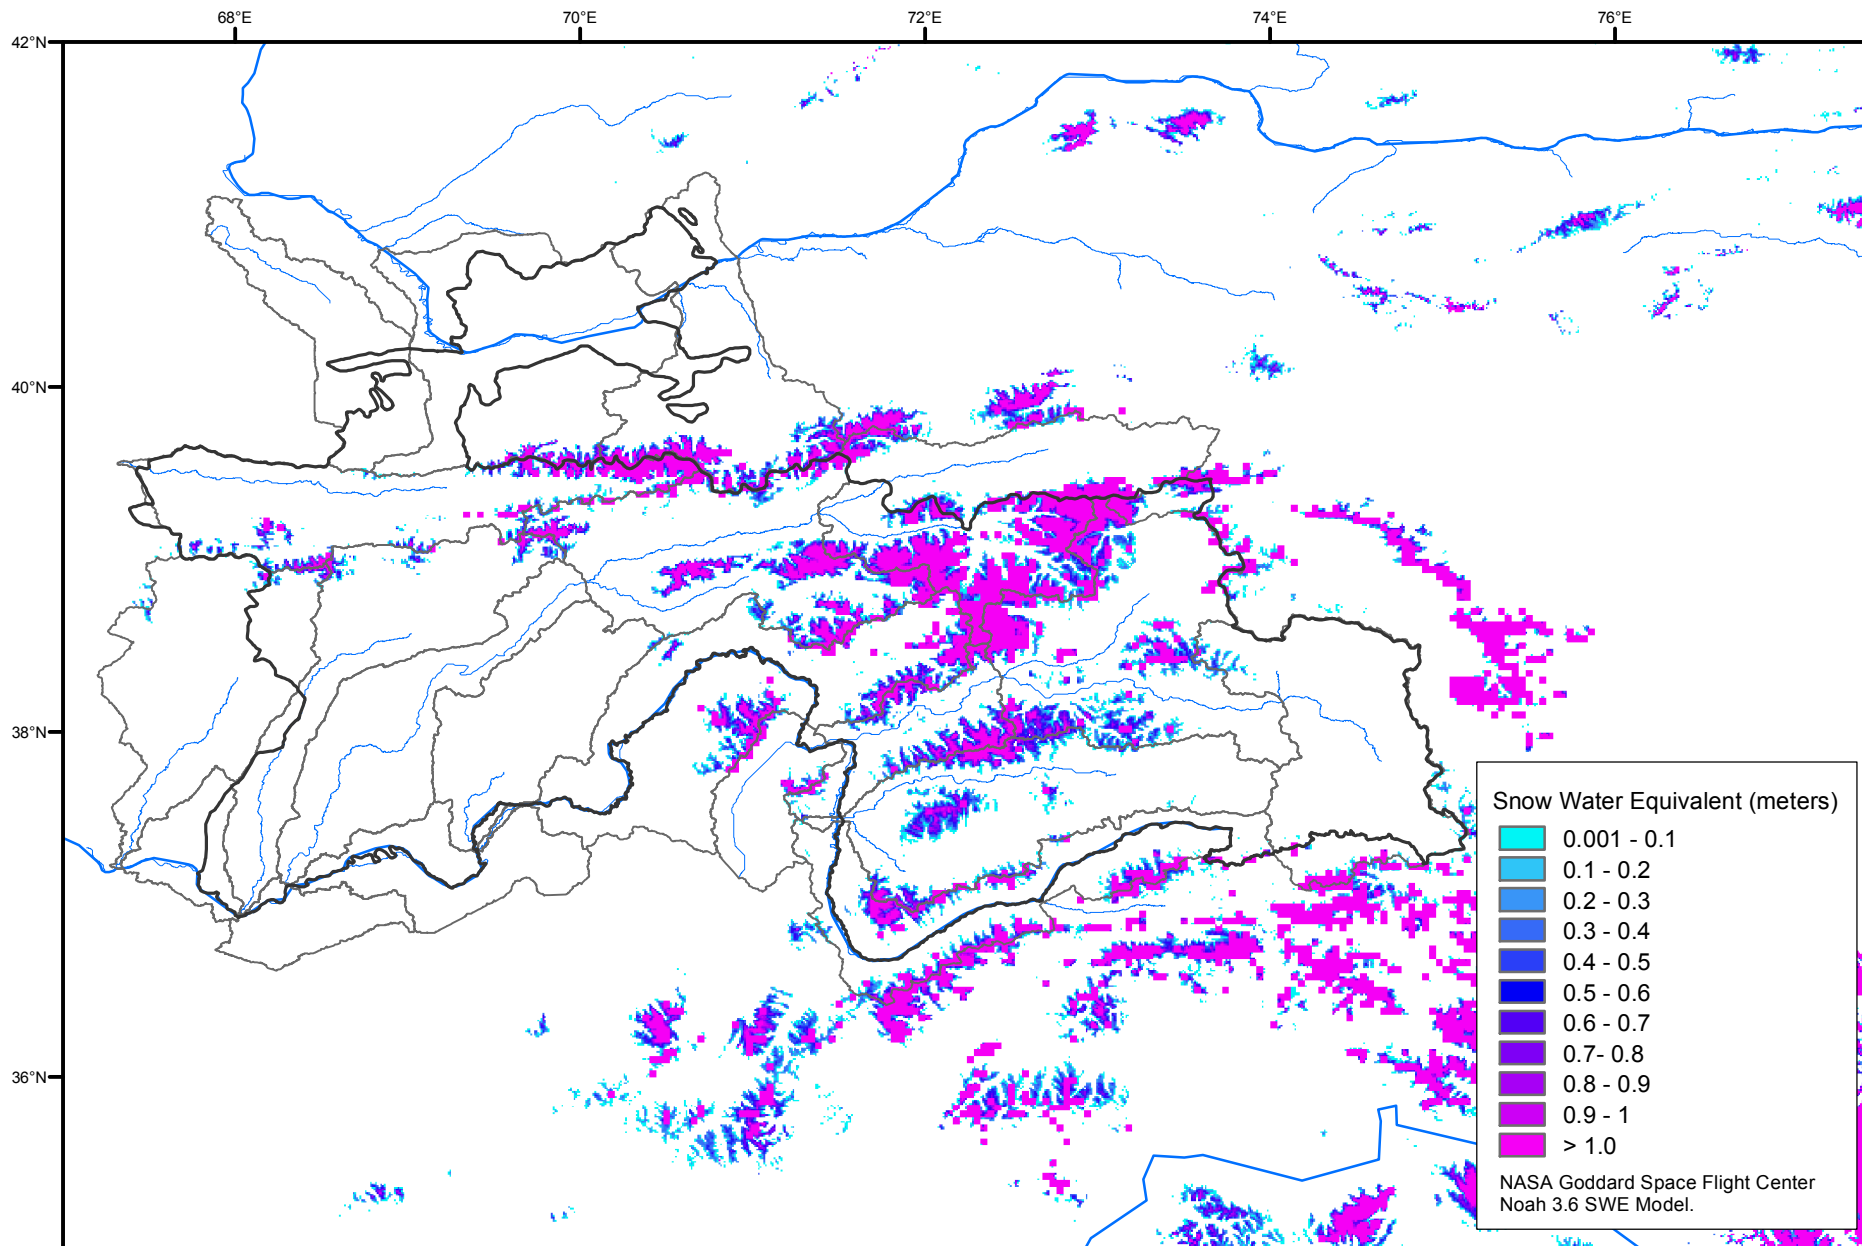 68°E 70°E 72°E 74°E 76°E
42°N
40°N
38°N
36°N
Snow Water Equivalent (meters)
0.001 - 0.1
0.1 - 0.2
0.2 - 0.3
0.3 - 0.4
0.4 - 0.5
0.5 - 0.6
0.6 - 0.7
0.7- 0.8
0.8 - 0.9
0.9 - 1
> 1.0
NASA Goddard Space Flight Center
Noah 3.6 SWE Model.